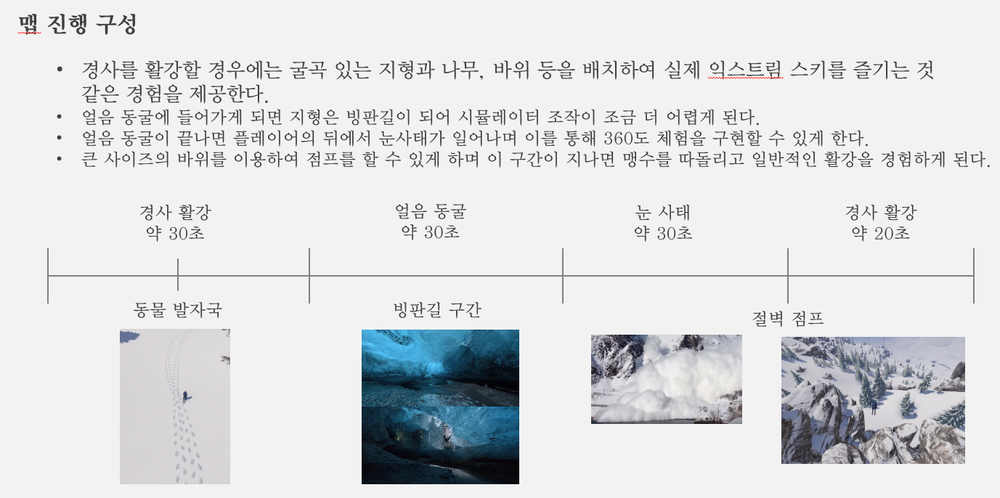 맵 진행 구성
• 경사를 활강할 경우에는 굴곡 있는 지형과 나무, 바위 등을 배치하여 실제 익스트림 스키를 즐기는 것
같은 경험을 제공한다.
• 얼음 동굴에 들어가게 되면 지형은 빙판길이 되어 시뮬레이터 조작이 조금 더 어렵게 된다.
• 얼음 동굴이 끝나면 플레이어의 뒤에서 눈사태가 일어나며 이를 통해 360도 체험을 구현할 수 있게 한다.
• 큰 사이즈의 바위를 이용하여 점프를 할 수 있게 하며 이 구간이 지나면 맹수를 따돌리고 일반적인 활강을 경험하게 된다.
경사 활강
약 30초
얼음 동굴
약 30초
눈 사태
약 30초
경사 활강
약 20초
동물 발자국
빙판길 구간
절벽 점프